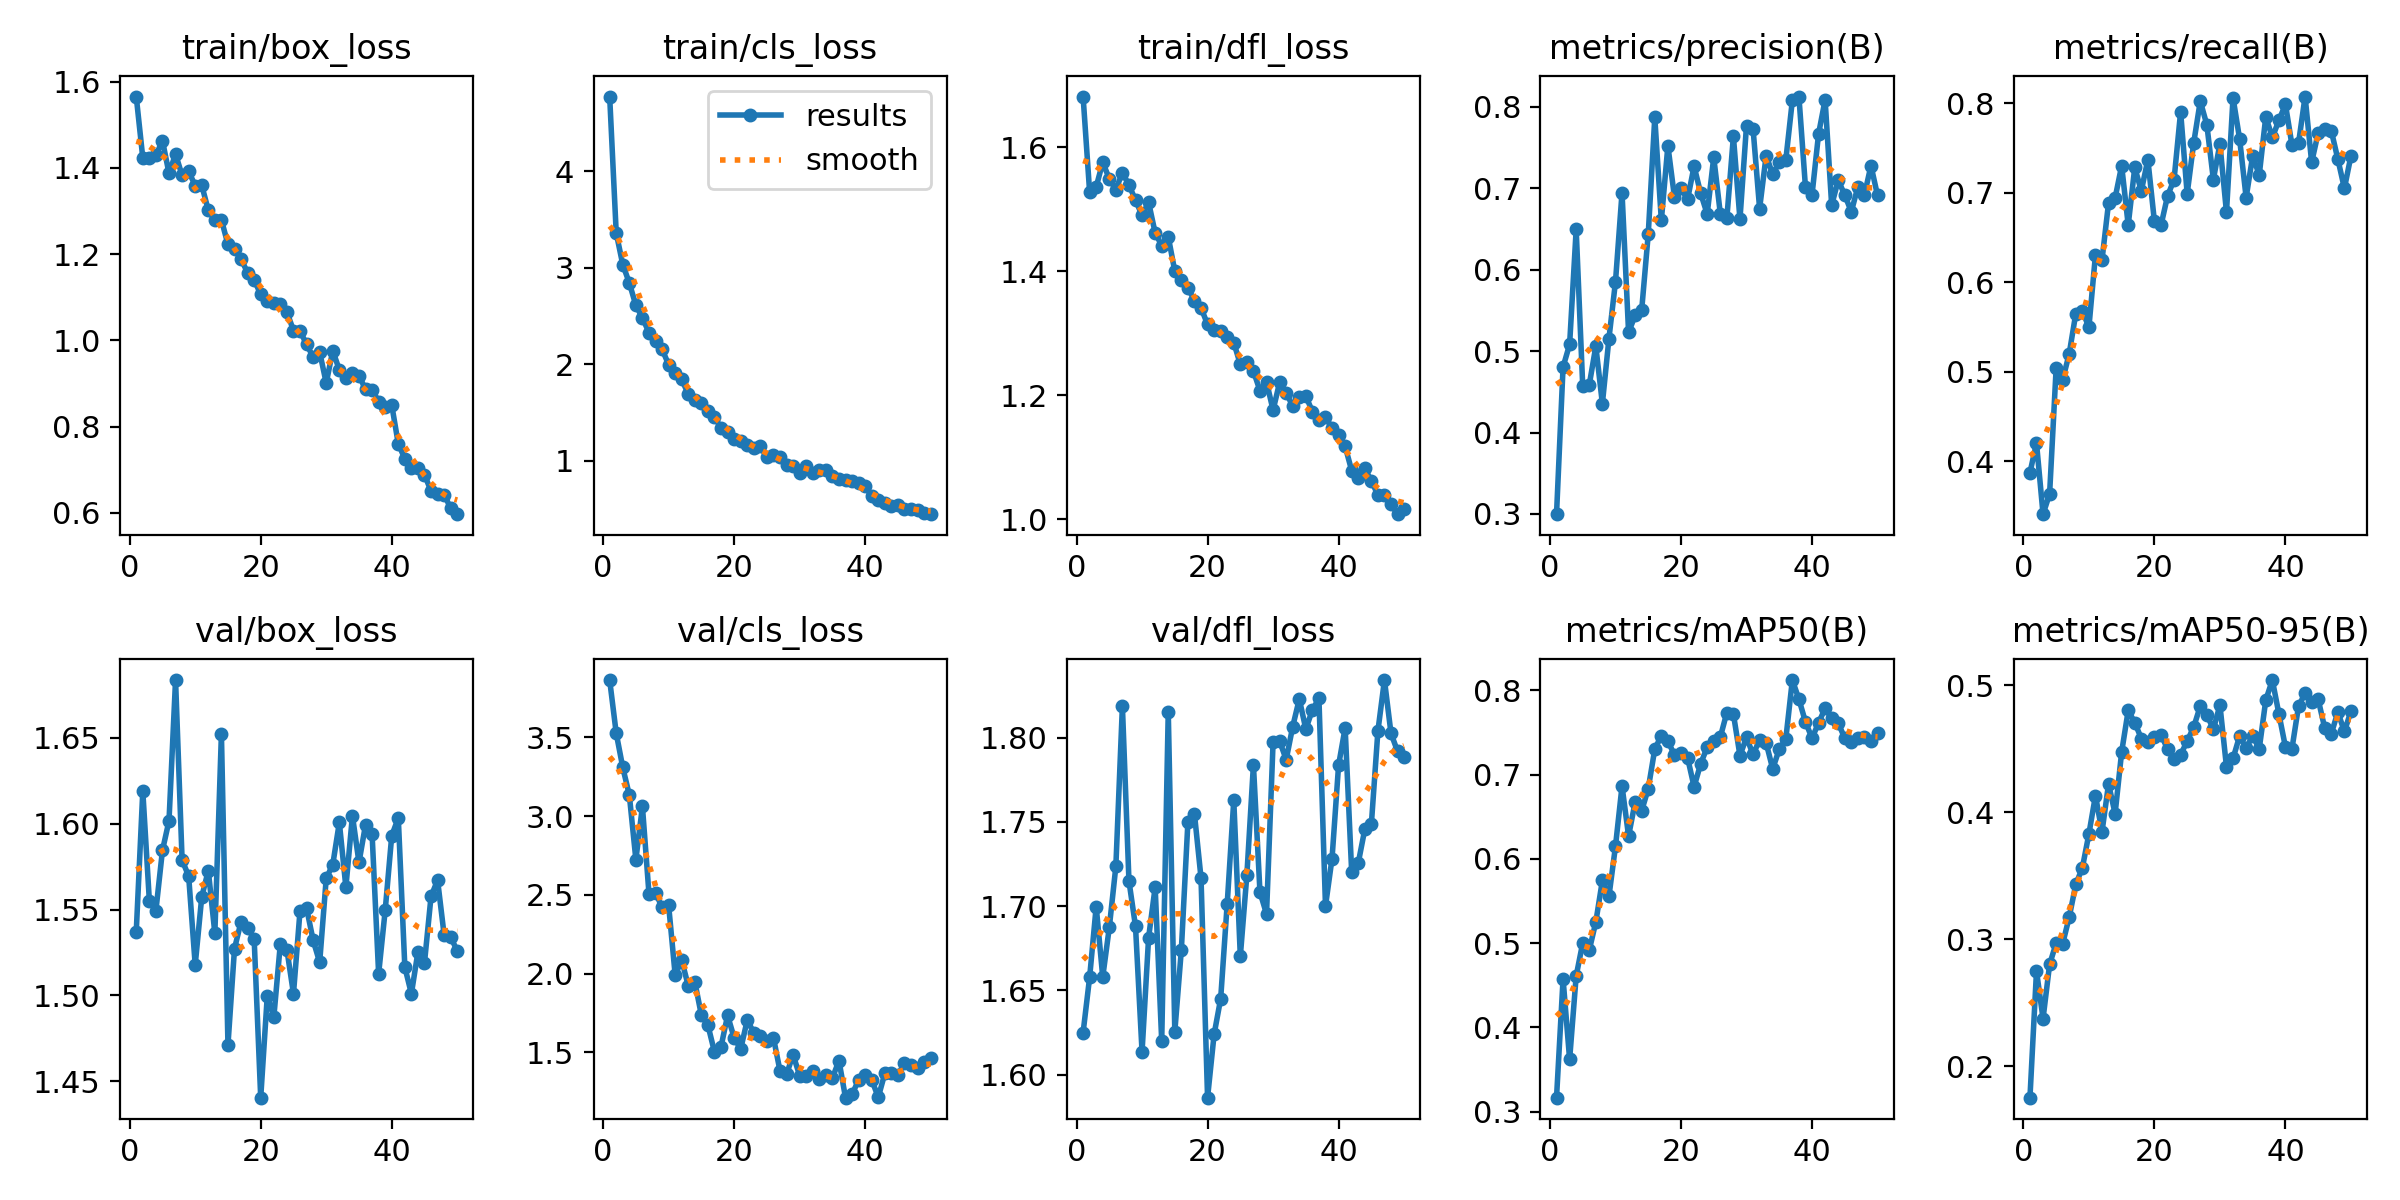 train/box_loss
train/cls_loss
train/dfl_loss
metrics/precision(B)
metrics/recall(B)
1.6
1.4
1.2
1.0
0.8
0.6
0 20 40
results
smooth
4
3
2
1
0 20 40
1.6
1.4
1.2
1.0
0 20 40
0.8
0.7
0.6
0.5
0.4
0.3
0 20 40
0.8
0.7
0.6
0.5
0.4
0 20 40
val/box_loss
val/cls_loss
val/dfl_loss
metrics/mAP50(B)
metrics/mAP50-95(B)
1.65
1.60
1.55
1.50
1.45
0 20 40
3.5
3.0
2.5
2.0
1.5
0 20 40
1.80
1.75
1.70
1.65
1.60
0 20 40
0.8
0.7
0.6
0.5
0.4
0.3
0 20 40
0.5
0.4
0.3
0.2
0 20 40